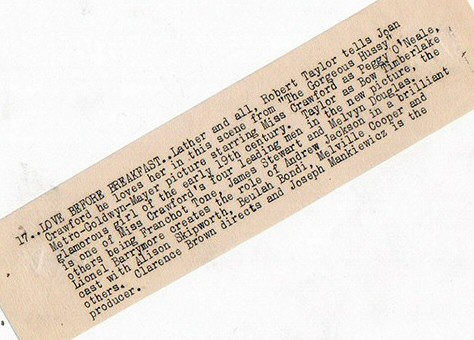 17..LOVE BEFORE BREAKFAST..Lather and all, Robert Taylor tells Joan
Crawford he loves her in this scene from "The Gorgeous Hussy"
Metro-Goldwyn-Mayer picture starring Miss Crawford as Peggy O'Neale,
glamorous girl of the early 19th century. Taylor as Bow Timberlake
is one of Miss Crawford's four leading men in the new picture, the
others being Franchot Tone, James Stewart and Melvyn Douglas.
Lionel Barrymore creates the role of Andrew Jackson in a brilliant
cast with Alison Skipworth, Beulah Bondi, Melville Cooper and
others. Clarence Brown directs and Joseph Mankiewicz is the
producer.